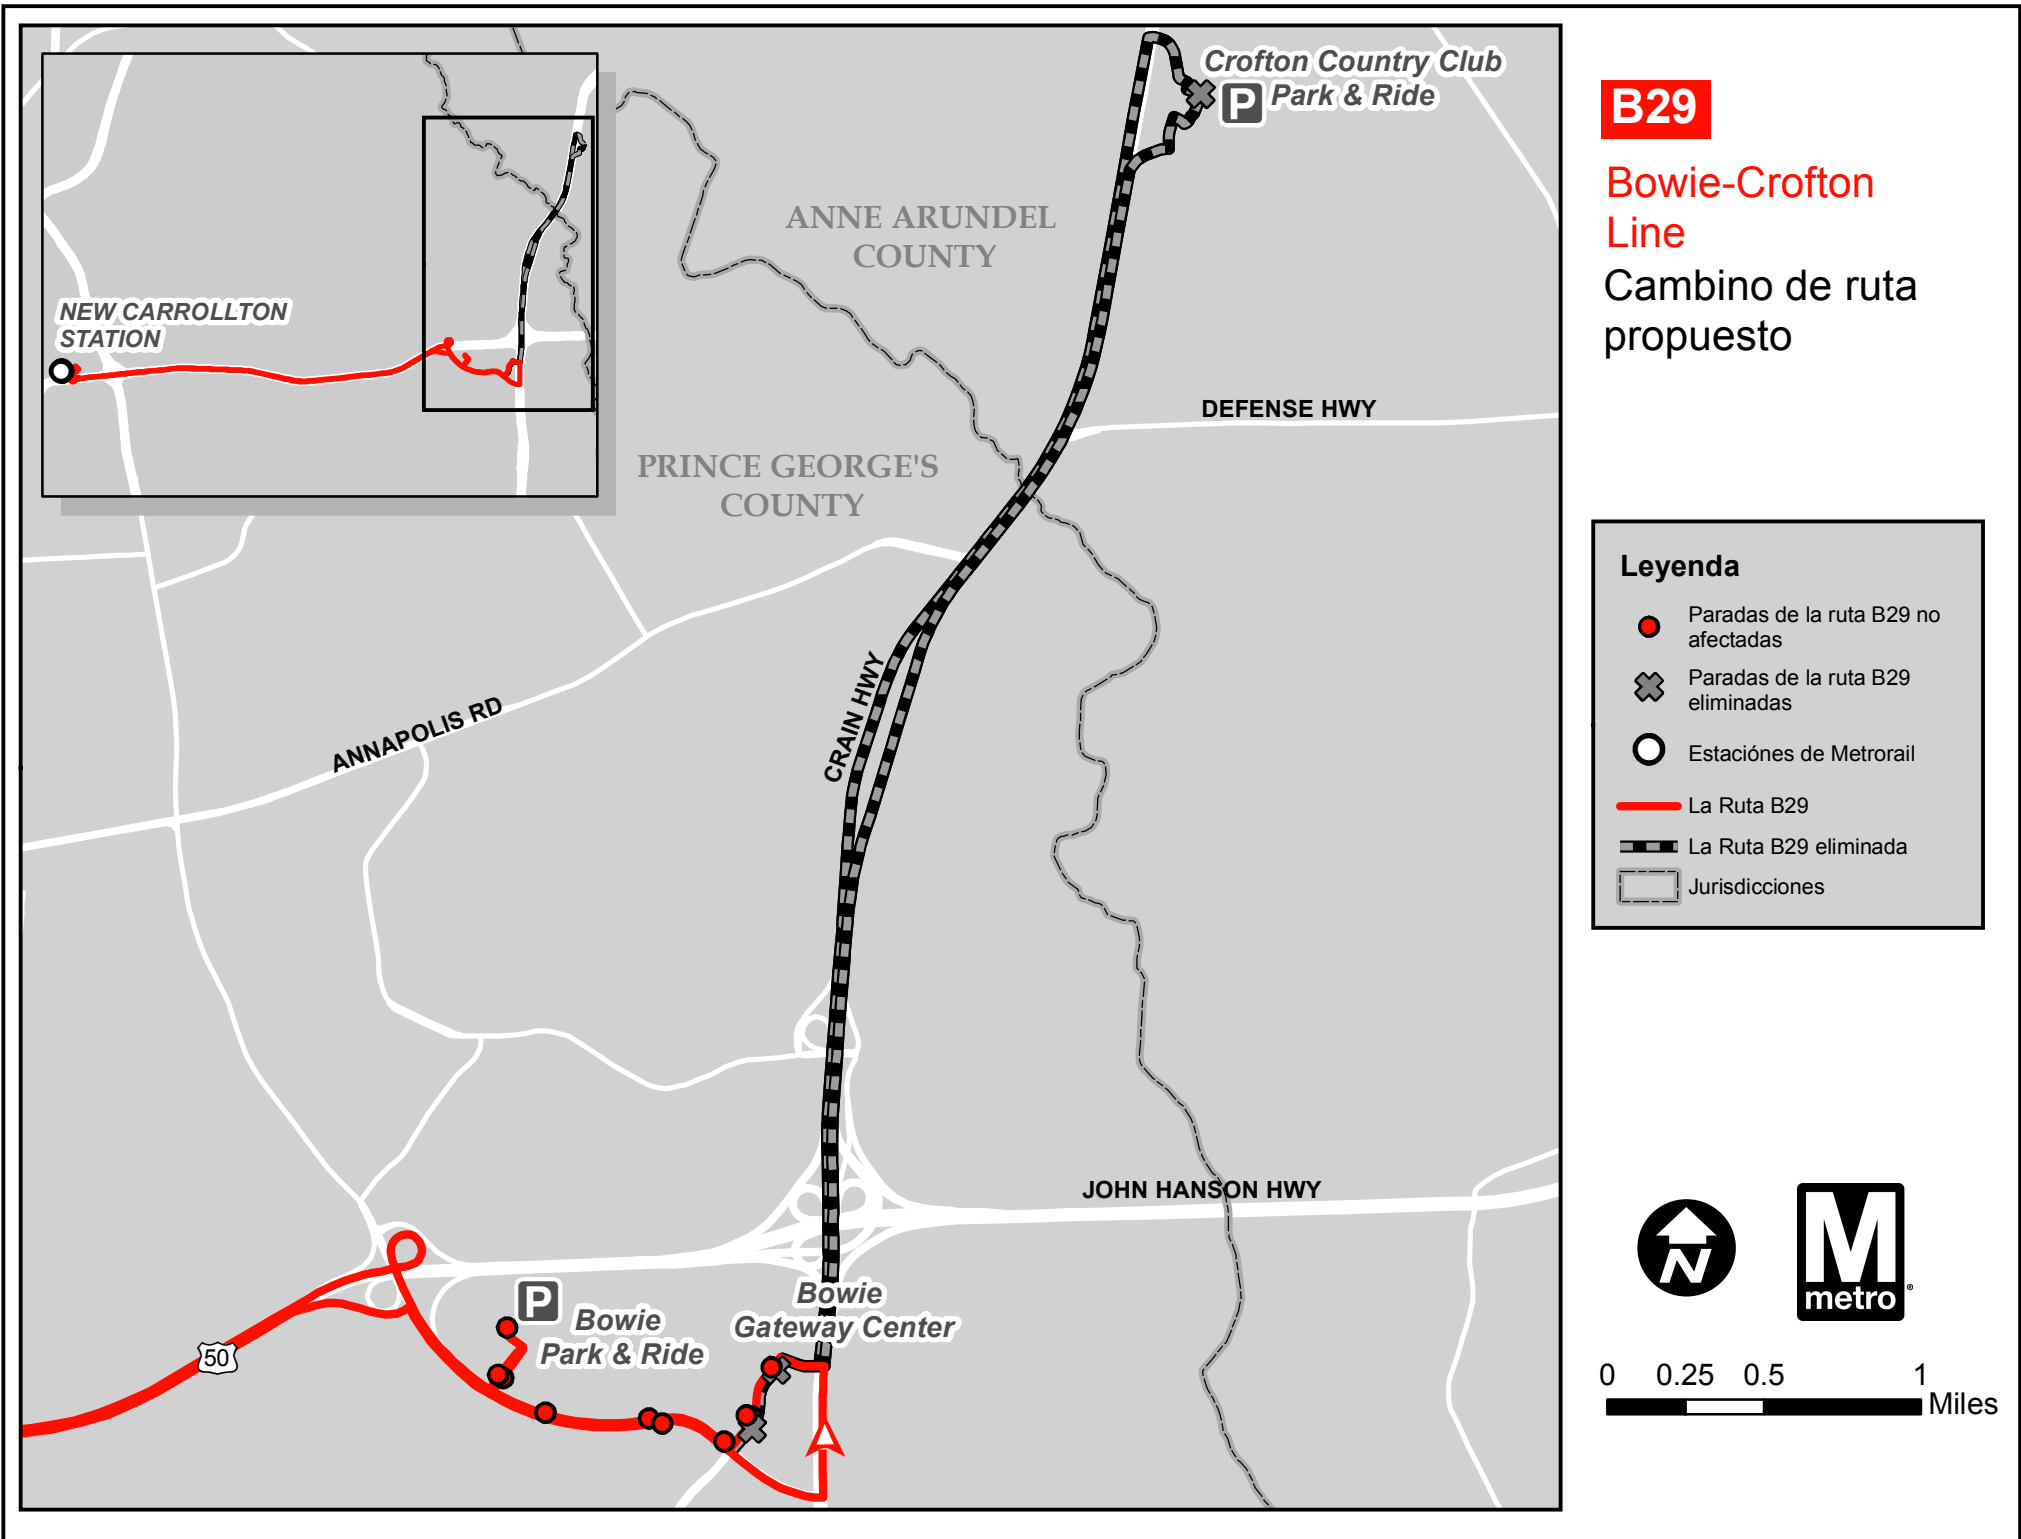 B29
Bowie-Crofton
Line
Cambino de ruta
propuesto
Crofton Country Club
P Park & Ride
ANNE ARUNDEL
COUNTY
NEW CARROLLTON
STATION
DEFENSE HWY
PRINCE GEORGE'S
COUNTY
CRAIN HWY
ANNAPOLIS RD
JOHN HANSON HWY
Bowie
Gateway Center
P Bowie
Park & Ride
50
Leyenda
Paradas de la ruta B29 no
afectadas
Paradas de la ruta B29
eliminadas
Estaciónes de Metrorail
La Ruta B29
La Ruta B29 eliminada
Jurisdicciones
N
M
metro®
0 0.25 0.5 1
Miles